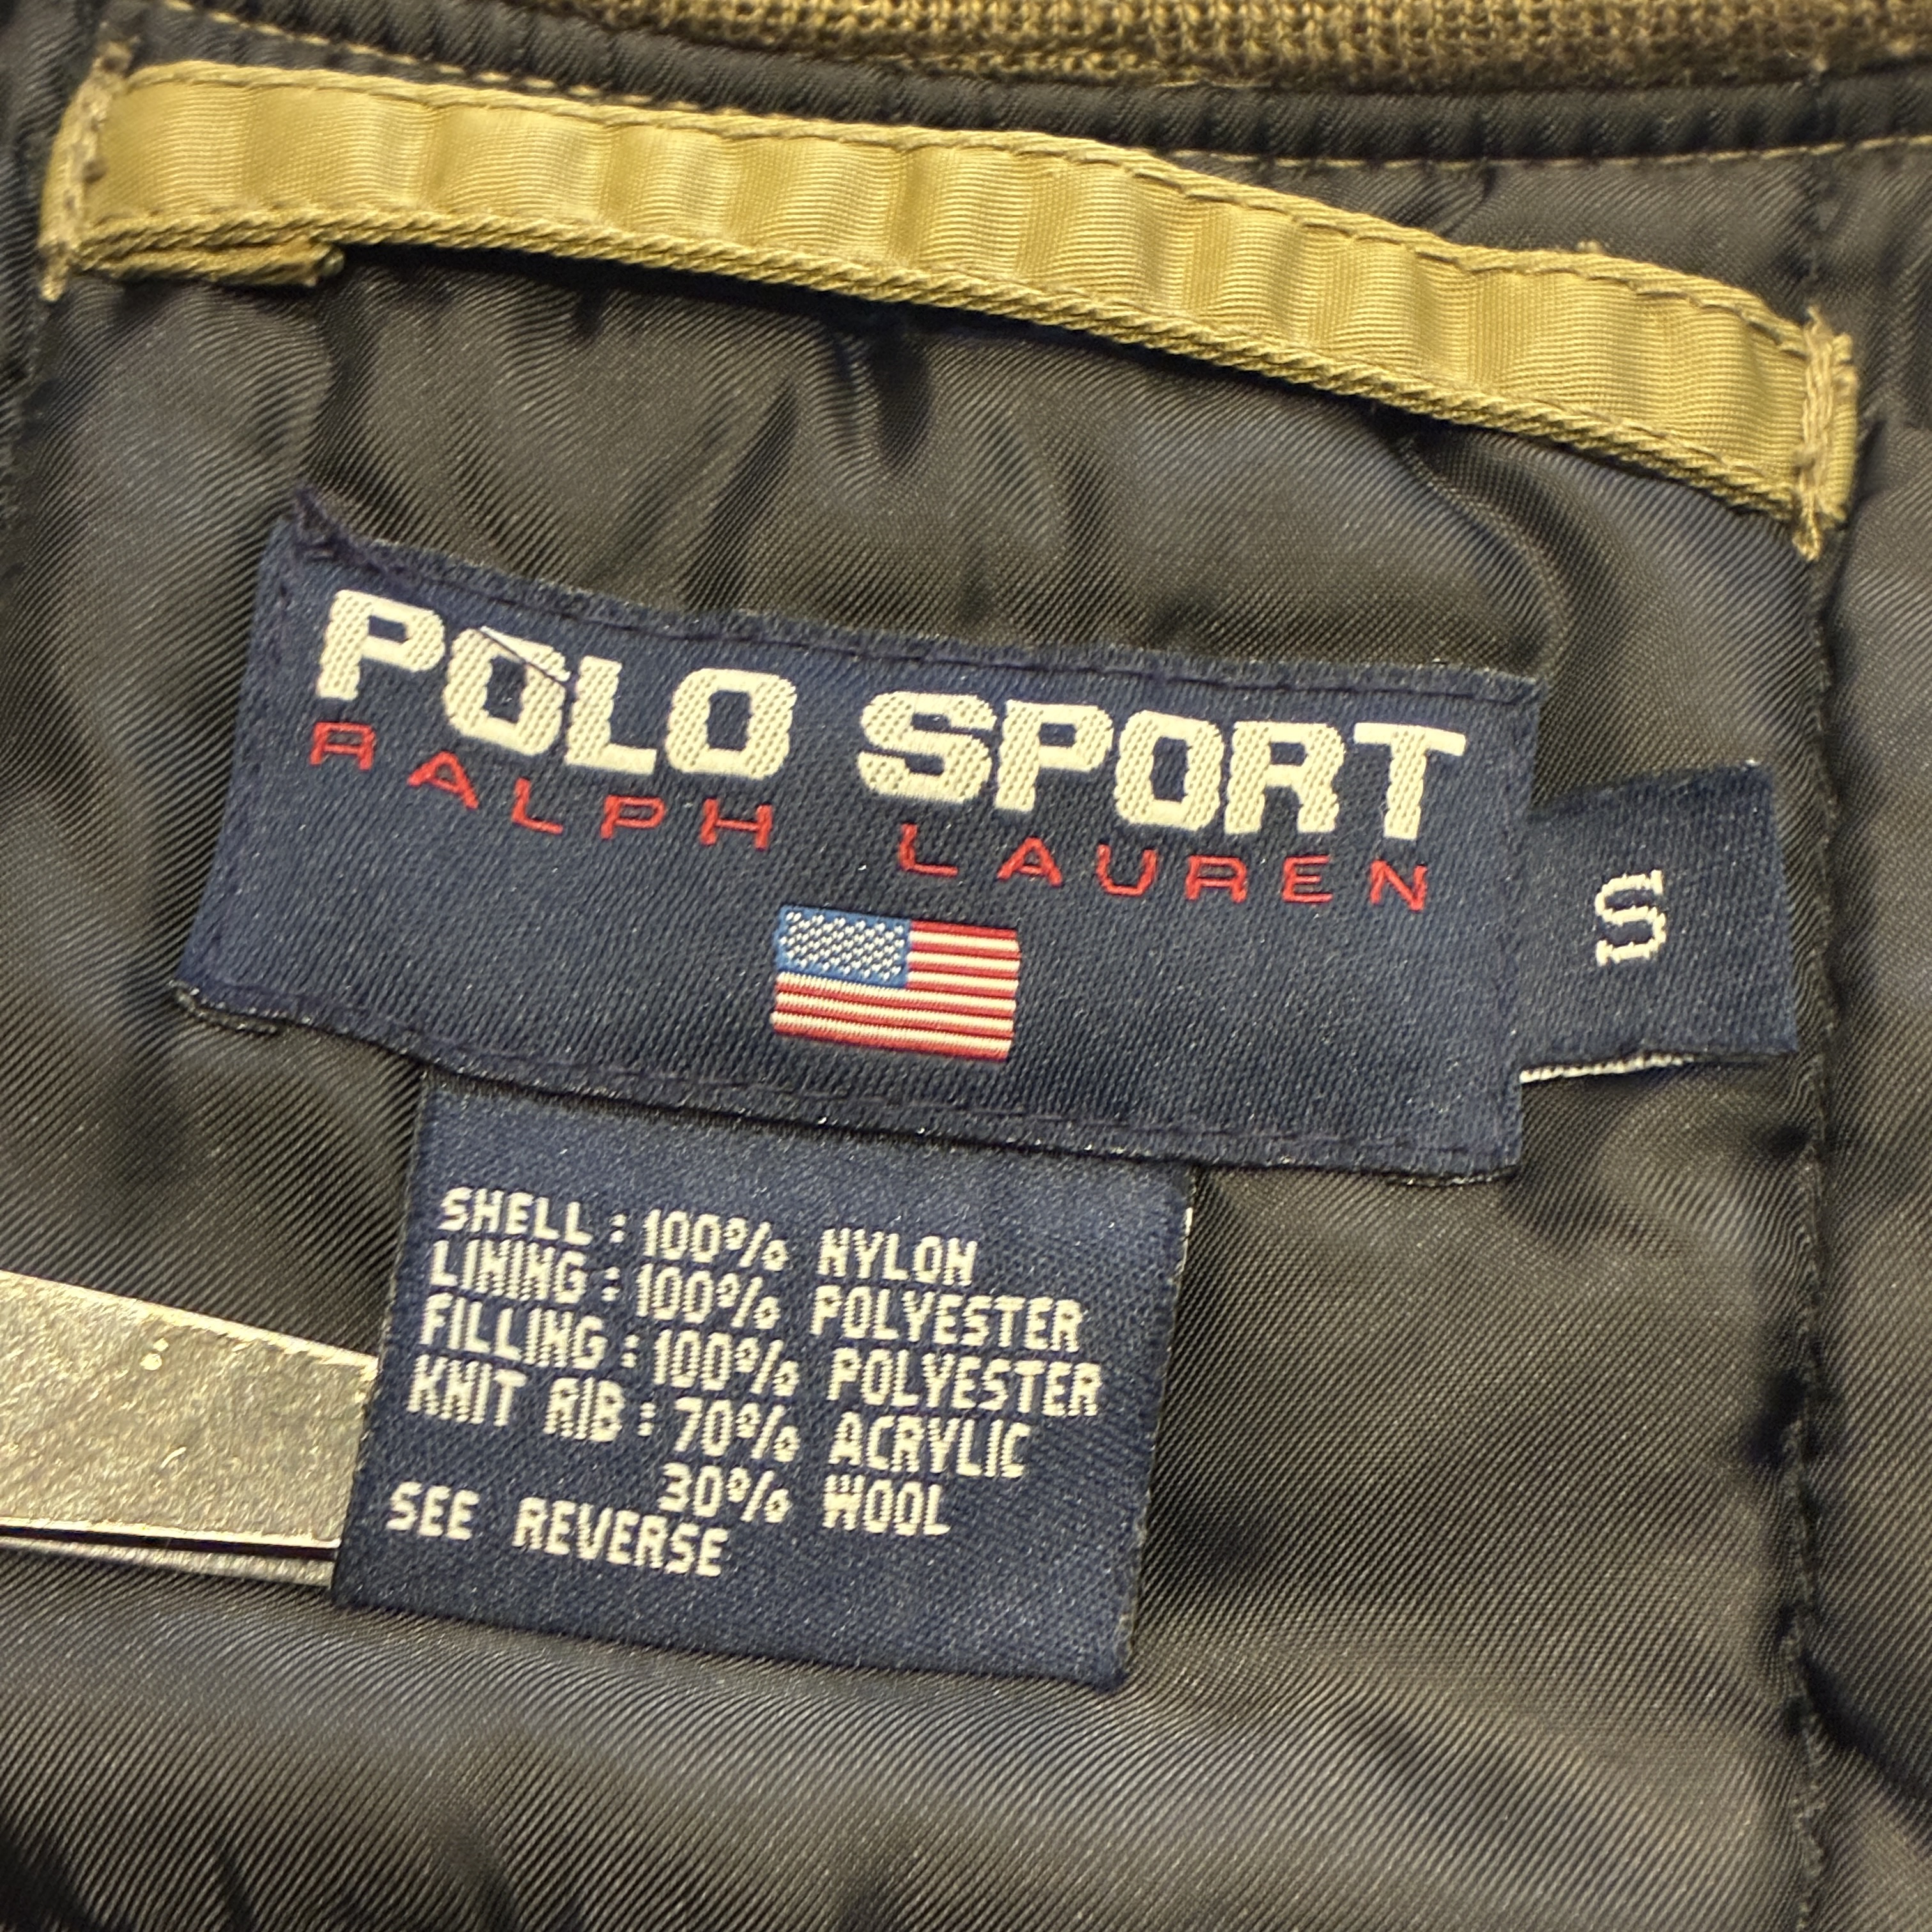 POLO SPORT
RALPH LAUREN
S
SHELL : 100% NYLON
LINING : 100% POLYESTER
FILLING : 100% POLYESTER
KNIT RIB : 70% ACRYLIC
30% WOOL
SEE REVERSE